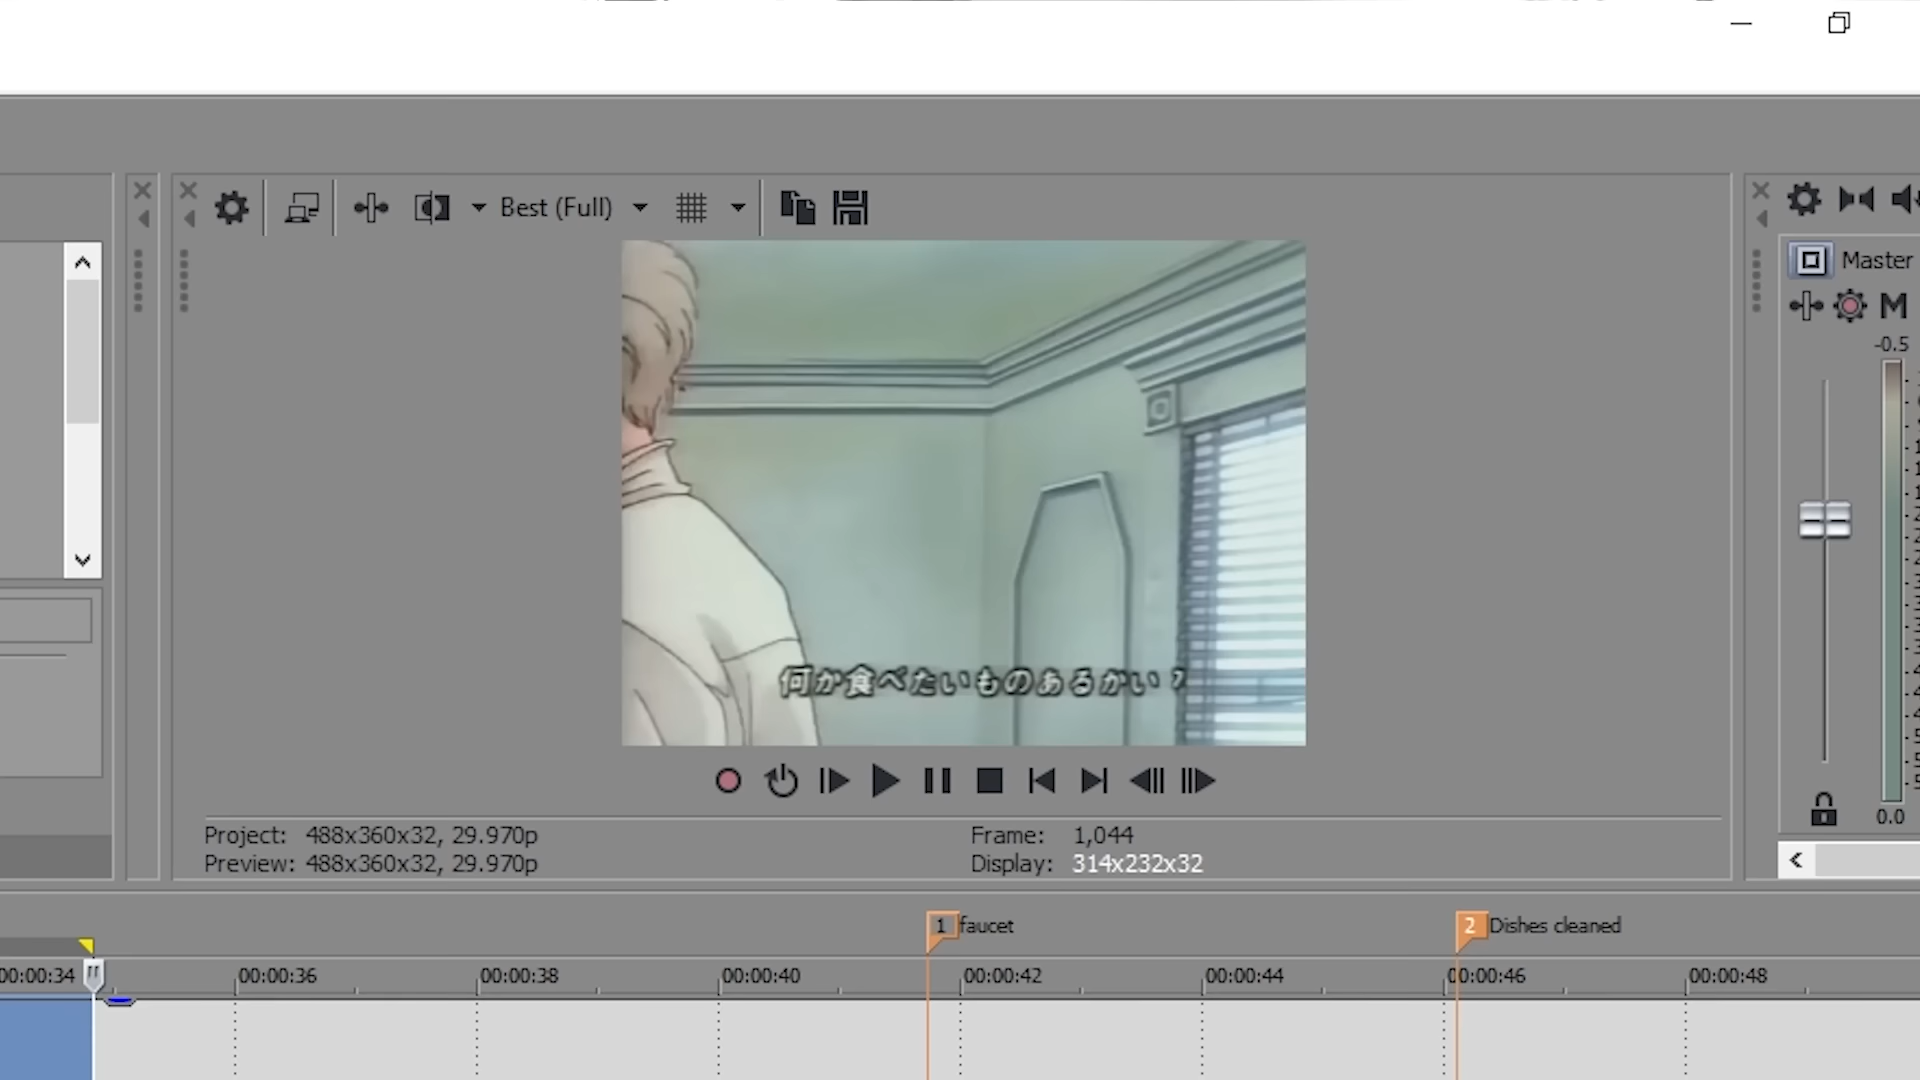 Best (Full)
Master
M
-0.5
何か食べたいものあるかい？
0.0
Project: 488x360x32, 29.970p
Frame: 1,044
Preview: 488x360x32, 29.970p
Display: 314x232x32
1 faucet
2 Dishes cleaned
00:00:34 00:00:36 00:00:38 00:00:40 00:00:42 00:00:44 00:00:46 00:00:48